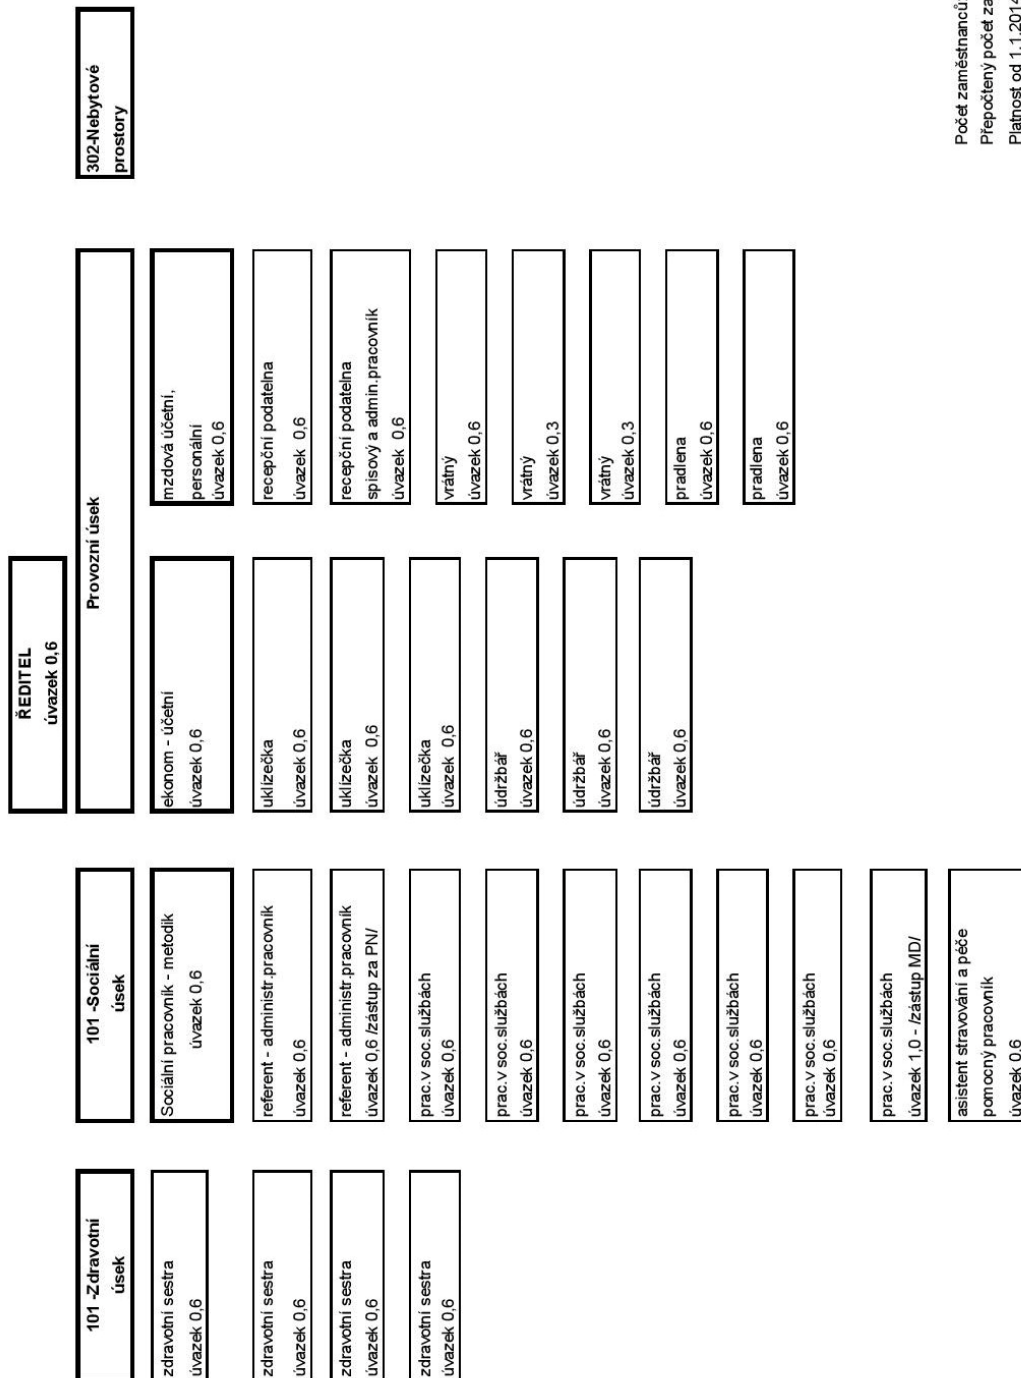 ŘEDITEL
úvazek 0,6
101 -Zdravotní
úsek
101 -Sociální
úsek
Provozní úsek
302-Nebytové
prostory
zdravotní sestra
úvazek 0,6
zdravotní sestra
úvazek 0,6
zdravotní sestra
úvazek 0,6
zdravotní sestra
úvazek 0,6
Sociální pracovník - metodik
úvazek 0,6
referent - administr.pracovník
úvazek 0,6
referent - administr.pracovník
úvazek 0,6 /zástup za PN/
prac.v soc.službách
úvazek 0,6
prac.v soc.službách
úvazek 0,6
prac.v soc.službách
úvazek 0,6
prac.v soc.službách
úvazek 0,6
prac.v soc.službách
úvazek 0,6
prac.v soc.službách
úvazek 0,6
prac.v soc.službách
úvazek 1,0 - /zástup MD/
asistent stravování a péče
pomocný pracovník
úvazek 0,6
ekonom - účetní
úvazek 0,6
uklízečka
úvazek 0,6
uklízečka
úvazek 0,6
uklízečka
úvazek 0,6
údržbář
úvazek 0,6
údržbář
úvazek 0,6
údržbář
úvazek 0,6
mzdová účetní,
personální
úvazek 0,6
recepční podatelna
úvazek 0,6
recepční podatelna
spisový a admin.pracovník
úvazek 0,6
vrátný
úvazek 0,6
vrátný
úvazek 0,3
vrátný
úvazek 0,3
pradlena
úvazek 0,6
pradlena
úvazek 0,6
Počet zaměstnanců
Přepočtený počet za
Platnost od 1.1.2014